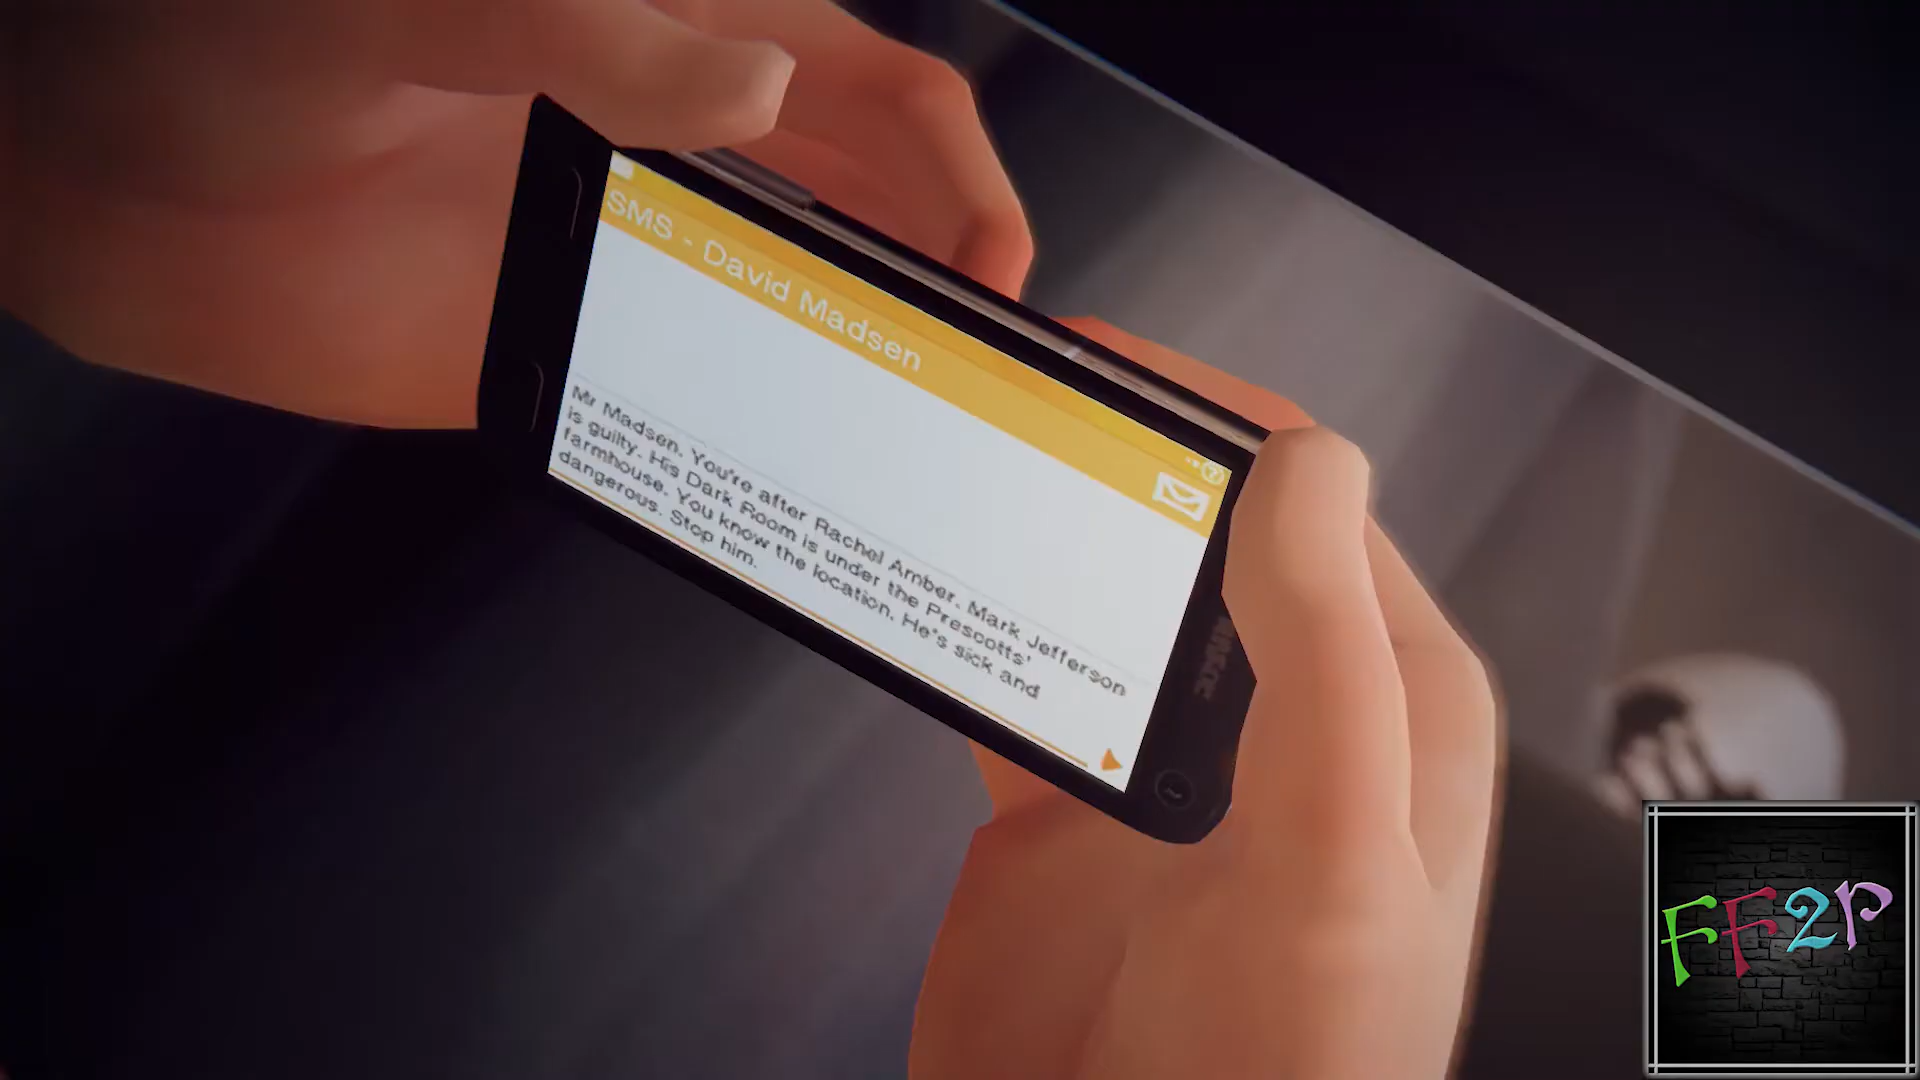 SMS - David Madsen
Mr Madsen. You're after Rachel Amber. Mark Jefferson
is guilty. His Dark Room is under the Prescotts'
farmhouse. You know the location. He's sick and
dangerous. Stop him.
FF2P